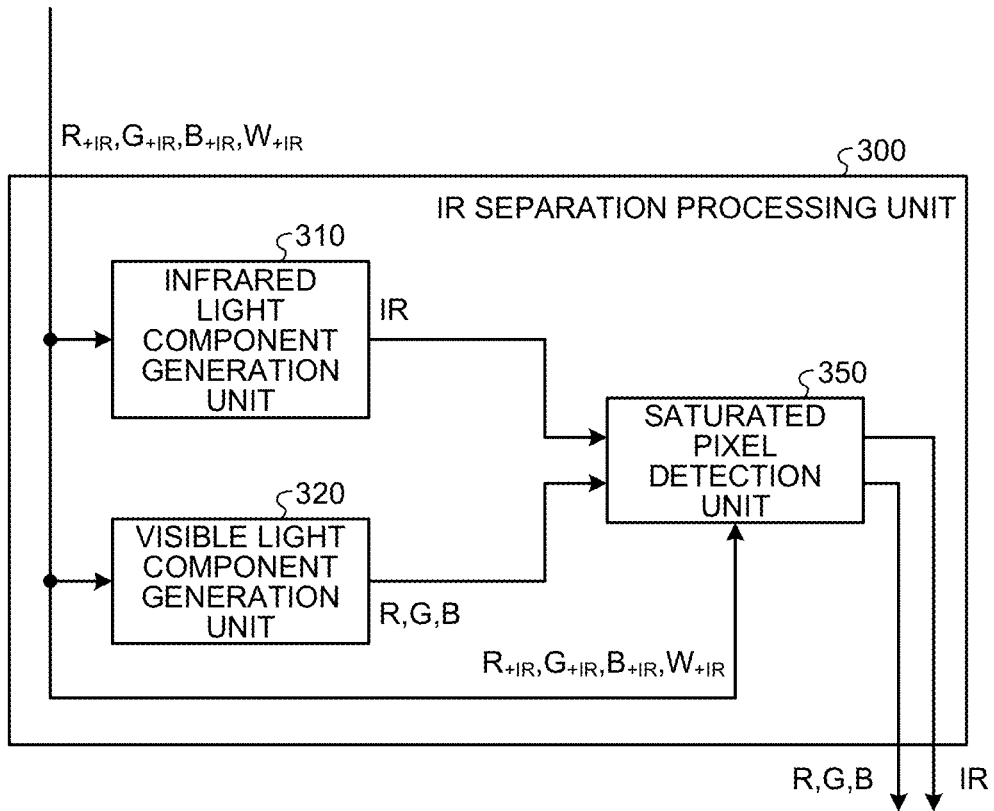 R+IR,G+IR,B+IR,W+IR
300
IR SEPARATION PROCESSING UNIT
310
INFRARED
LIGHT
COMPONENT
GENERATION
UNIT
IR
350
SATURATED
PIXEL
DETECTION
UNIT
320
VISIBLE LIGHT
COMPONENT
GENERATION
UNIT
R,G,B
R+IR,G+IR,B+IR,W+IR
R,G,B
IR